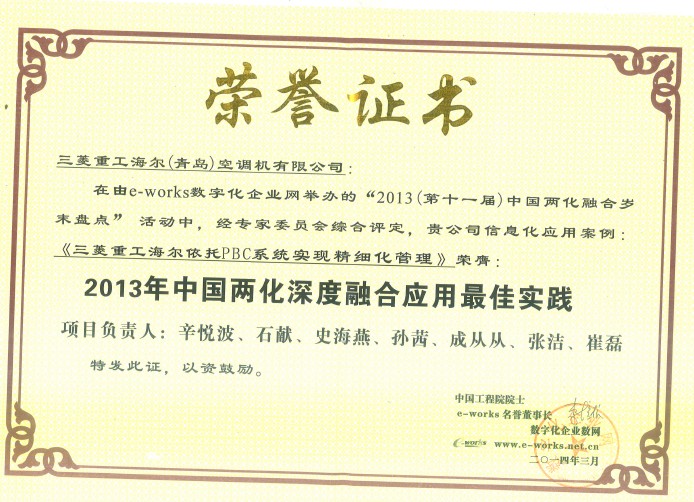 荣誉证书
三菱重工海尔(青岛)空调机有限公司：
在由e-works数字化企业网举办的“2013(第十一届)中国两化融合岁
末盘点”活动中，经专家委员会综合评定，贵公司信息化应用案例：
《三菱重工海尔依托PBC系统实现精细化管理》荣膺：
2013年中国两化深度融合应用最佳实践
项目负责人：辛悦波、石献、史海燕、孙茜、成从从、张洁、崔磊
特发此证，以资鼓励。
中国工程院院士
e-works 名誉董事长
数字化企业数网
e-works www.e-works.net.cn
二〇一四年三月